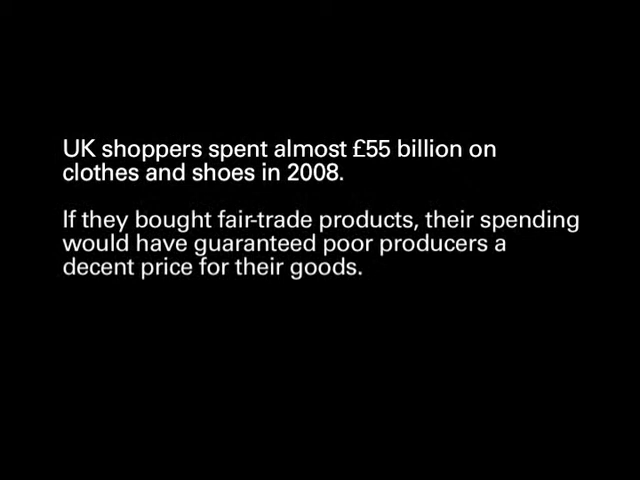 UK shoppers spent almost £55 billion on
clothes and shoes in 2008.
If they bought fair-trade products, their spending
would have guaranteed poor producers a
decent price for their goods.